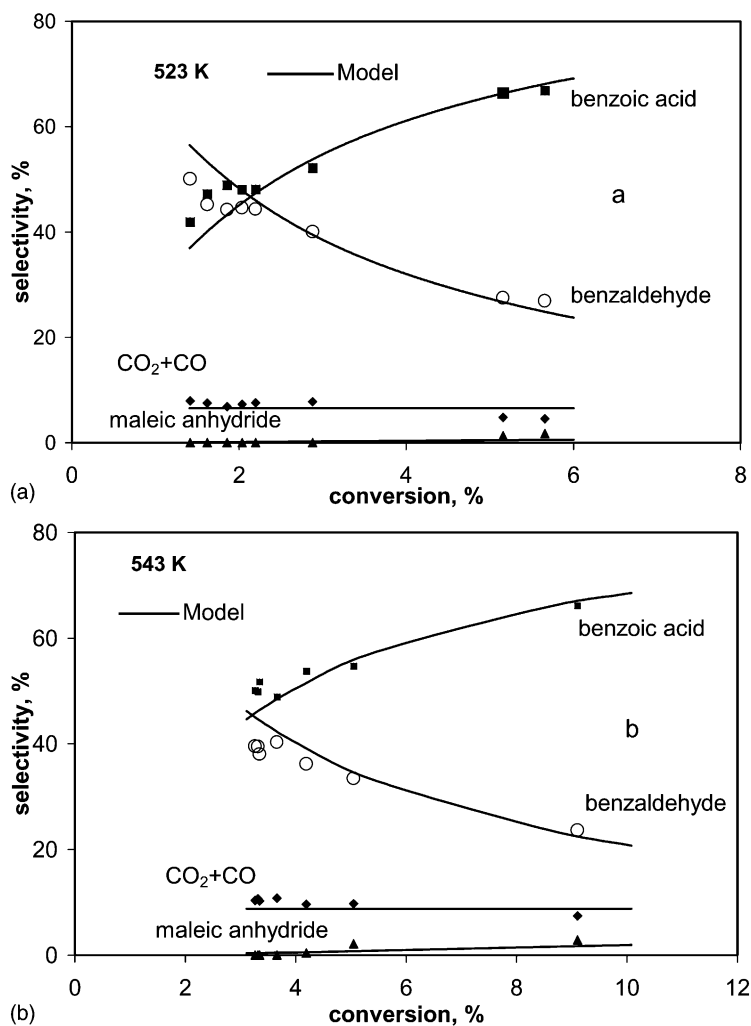 80
523 K
Model
benzoic acid
60
a
selectivity, %
40
benzaldehyde
20
CO₂+CO
maleic anhydride
0
0 2 4 6 8
(a)
conversion, %
80
543 K
Model
60
benzoic acid
b
selectivity, %
40
benzaldehyde
20
CO₂+CO
maleic anhydride
0
0 2 4 6 8 10 12
(b)
conversion, %